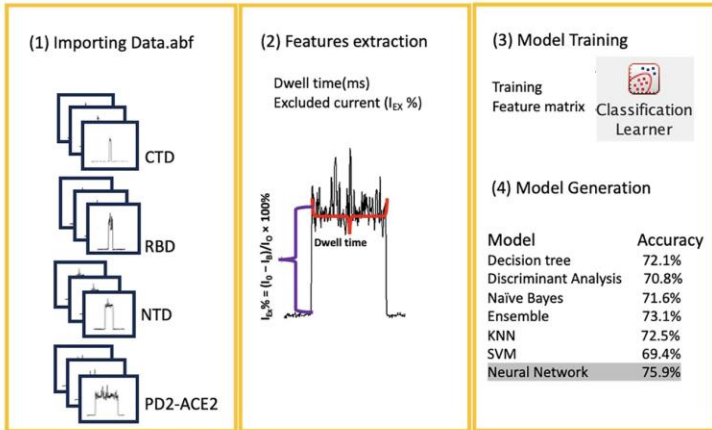 (1) Importing Data.abf
CTD
RBD
NTD
PD2-ACE2
(2) Features extraction
Dwell time(ms)
Excluded current (IEX %)
IEx% = (I0 – IB)/IO × 100%
Dwell time
(3) Model Training
Training
Feature matrix
Classification
Learner
(4) Model Generation
Model Accuracy
Decision tree 72.1%
Discriminant Analysis 70.8%
Naïve Bayes 71.6%
Ensemble 73.1%
KNN 72.5%
SVM 69.4%
Neural Network 75.9%